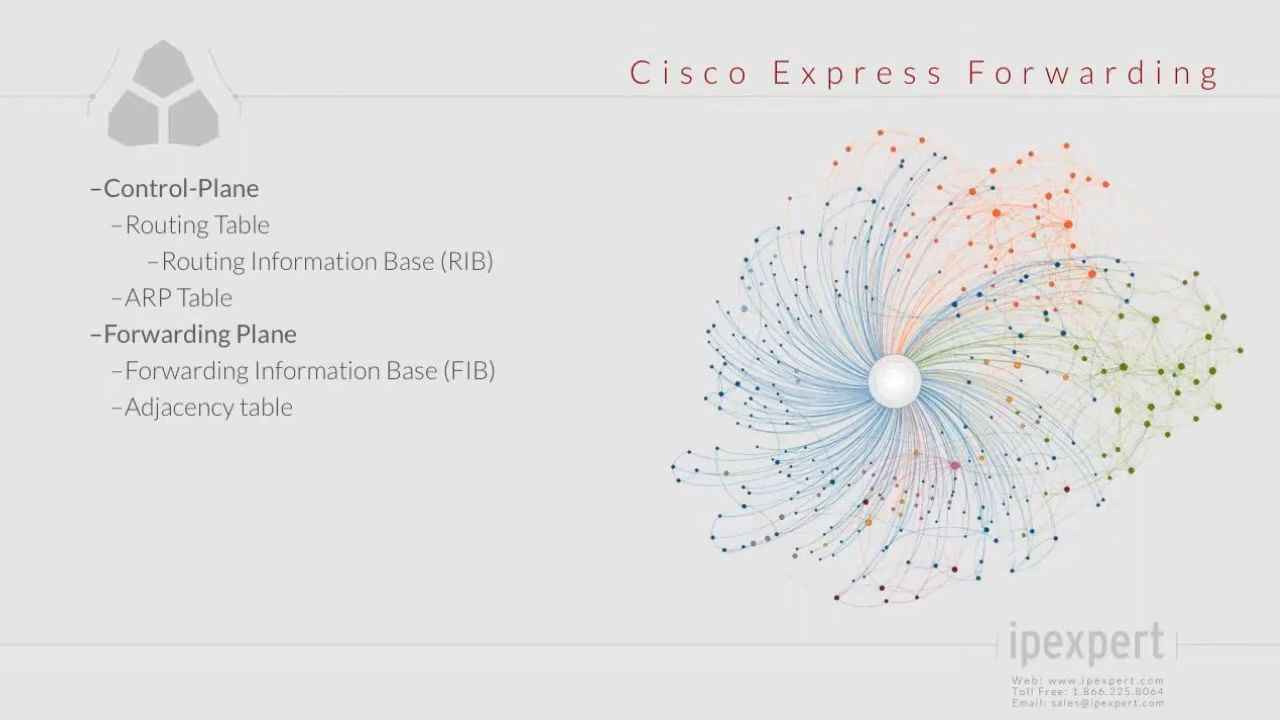 Cisco Express Forwarding
–Control-Plane
–Routing Table
–Routing Information Base (RIB)
–ARP Table
–Forwarding Plane
–Forwarding Information Base (FIB)
–Adjacency table
ipexpert
Web: www.ipexpert.com
Toll Free: 1.866.225.8064
Email: sales@ipexpert.com